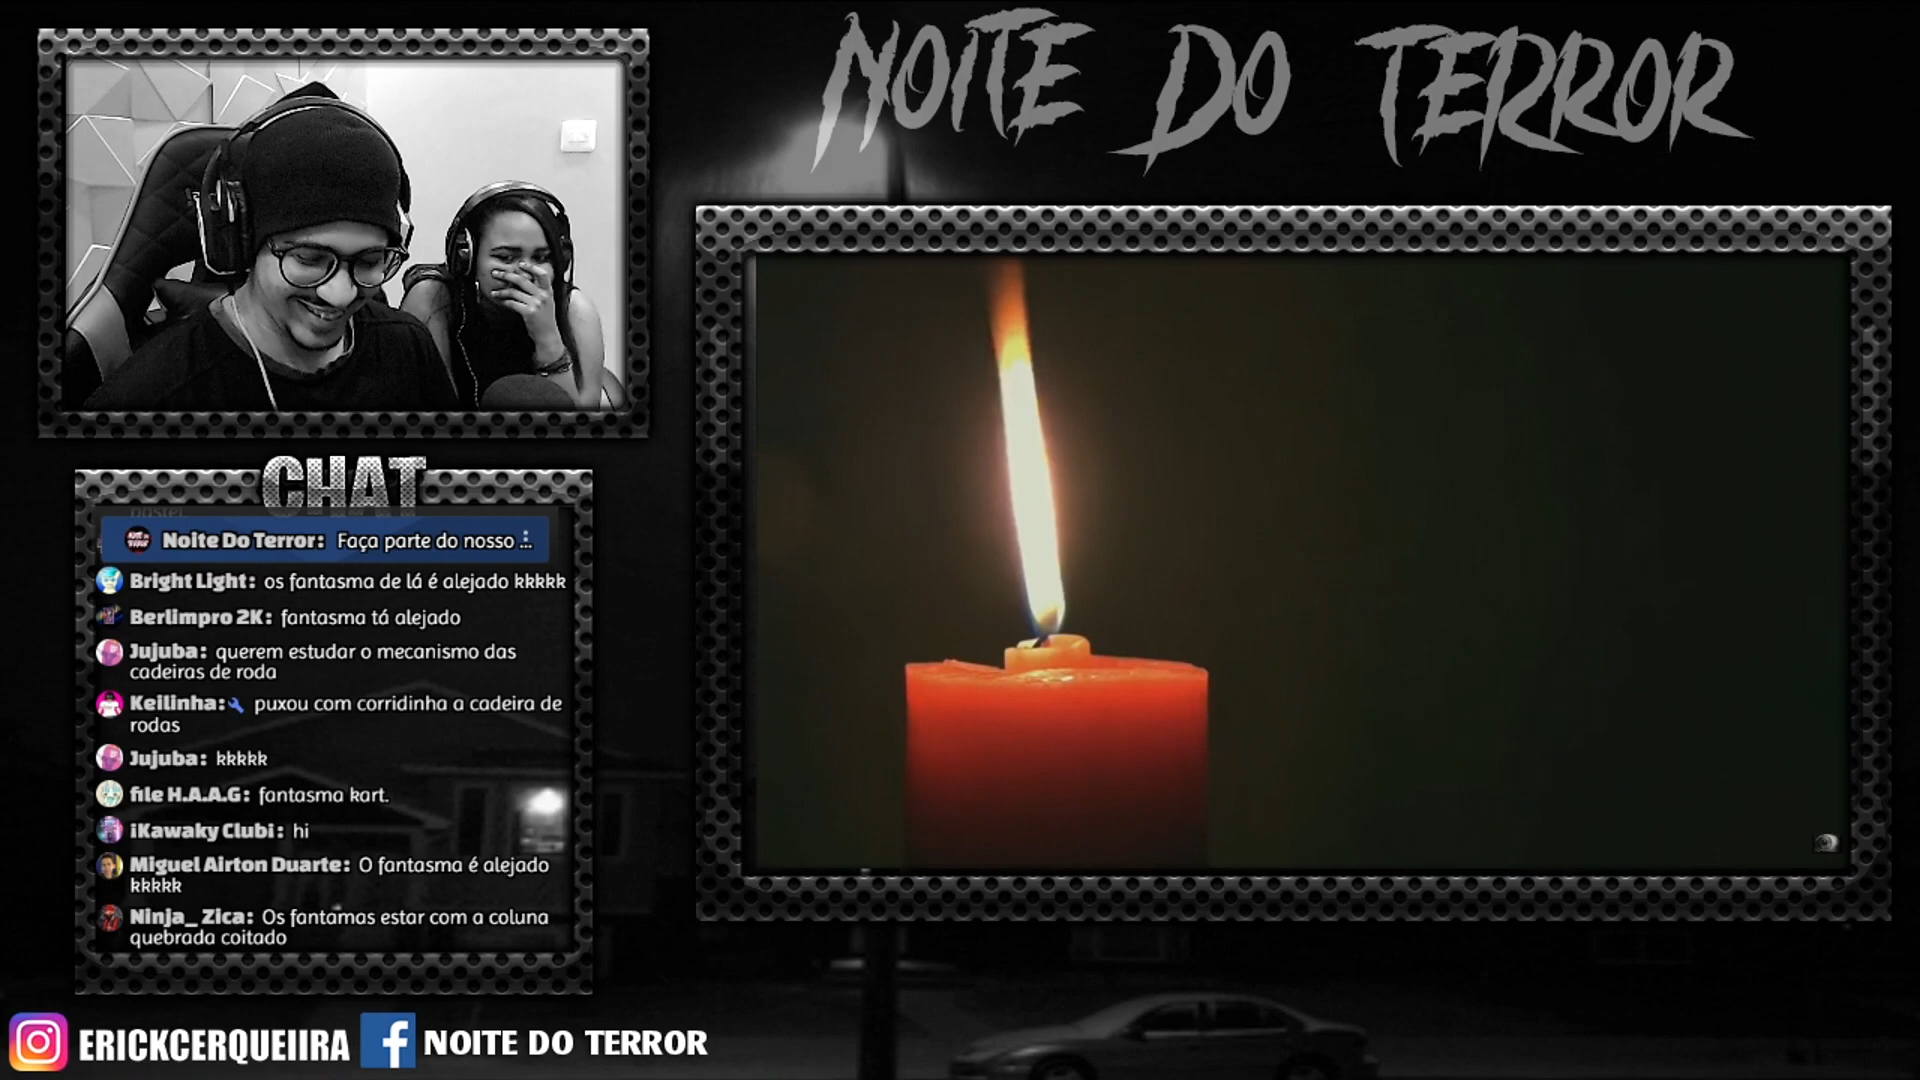 NOITE DO TERROR
CHAT
pastel
Noite Do Terror: Faça parte do nosso ...
Bright Light: os fantasma de lá é alejado kkkkk
Berlimpro 2K: fantasma tá alejado
Jujuba: querem estudar o mecanismo das
cadeiras de roda
Keilinha: puxou com corridinha a cadeira de
rodas
Jujuba: kkkkk
file H.A.A.G: fantasma kart.
iKawaky Clubi: hi
Miguel Airton Duarte: O fantasma é alejado
kkkkk
Ninja_ Zica: Os fantamas estar com a coluna
quebrada coitado
ERICKCERQUEIIRA
NOITE DO TERROR